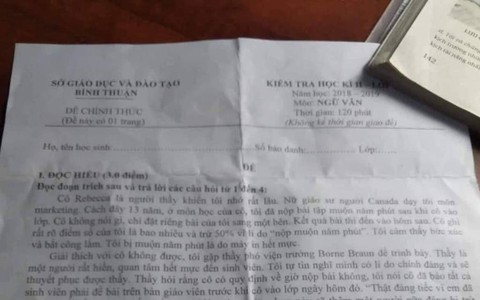 SỞ GIÁO DỤC VÀ ĐÀO TẠO
BÌNH THUẬN
ĐỀ CHÍNH THỨC
(Đề này có 01 trang)
KIỂM TRA HỌC KÌ II
Năm học: 2018 - 2019
Môn: NGỮ VĂN
Thời gian: 120 phút
(Không kể thời gian giao đề)
Họ, tên học sinh: Số báo danh: Lớp:
ĐỀ
I. ĐỌC HIỂU (3.0 điểm)
Đọc đoạn trích sau và trả lời các câu hỏi từ 1 đến 4:
Cô Rebecca là người thầy khiến tôi nhớ rất lâu. Nữ giáo sư người Canada dạy tôi môn
marketing. Cách đây 13 năm, ở môn học của cô, tôi đã nộp bài tập muộn năm phút sau khi cô vào
lớp. Cô không nói gì, chỉ đặt riêng bài của tôi sang một bên. Kết quả bài thi đến vào hôm sau. Cô ghi
rất rõ điểm số của tôi là bao nhiêu và trừ 50% vì lí do "nộp muộn năm phút". Tôi cảm thấy bức xúc
và bất công lắm. Tôi bị muộn năm phút là do máy in hết mực.
Giải thích với cô không được, tôi gặp thầy phó viện trưởng Borne Braun để trình bày. Thầy là
một người rất hiền, quan tâm hết mực đến sinh viên. Tôi tự tin nghĩ mình có lí do chính đáng và sẽ
thuyết phục được thầy. Thầy hỏi rằng cô có quy định về giờ nộp bài không, tôi nói cô đã bảo tất cả
sinh viên phải để bài trên bàn giáo viên trước khi cô vào lớp ngày hôm đó. "Thật đáng tiếc vì em đã
142